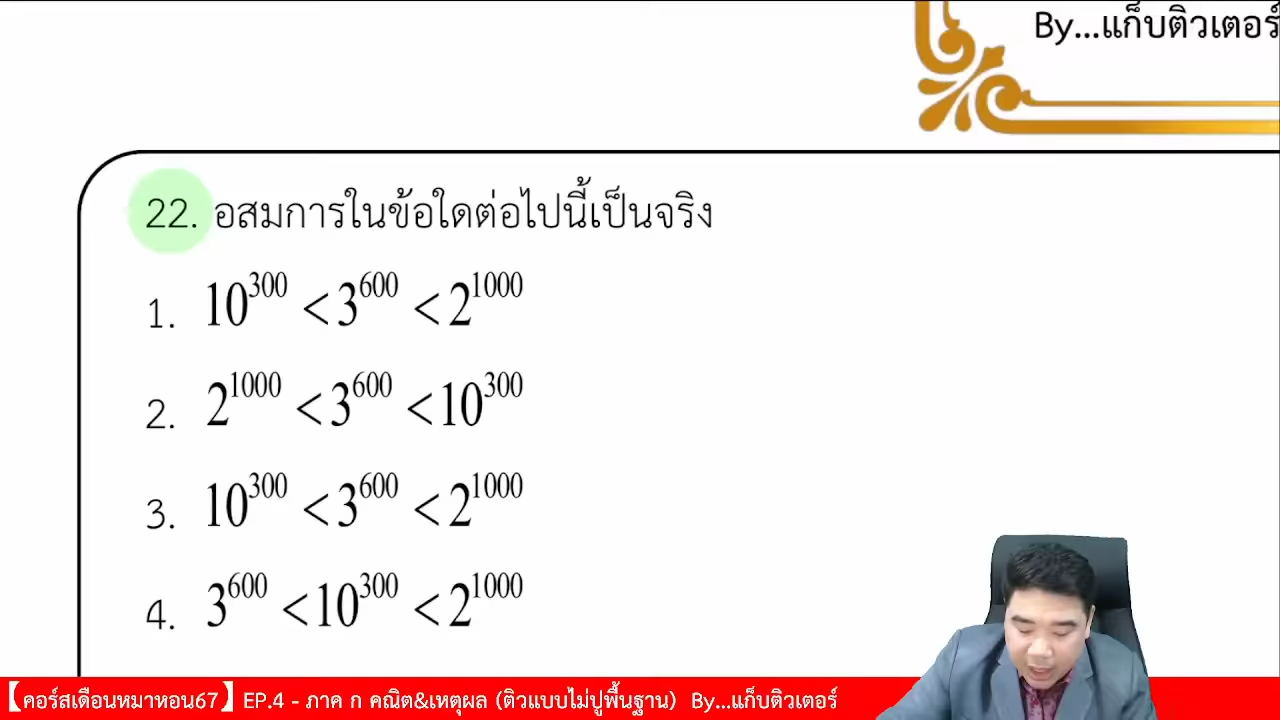 By...แก็บติวเตอร์
22. อสมการในข้อใดต่อไปนี้เป็นจริง
1. 10^300 < 3^600 < 2^1000
2. 2^1000 < 3^600 < 10^300
3. 10^300 < 3^600 < 2^1000
4. 3^600 < 10^300 < 2^1000
【คอร์สเดือนหมาหอน67】 EP.4 - ภาค ก คณิต&เหตุผล (ติวแบบไม่ปูพื้นฐาน) By...แก็บติวเตอร์